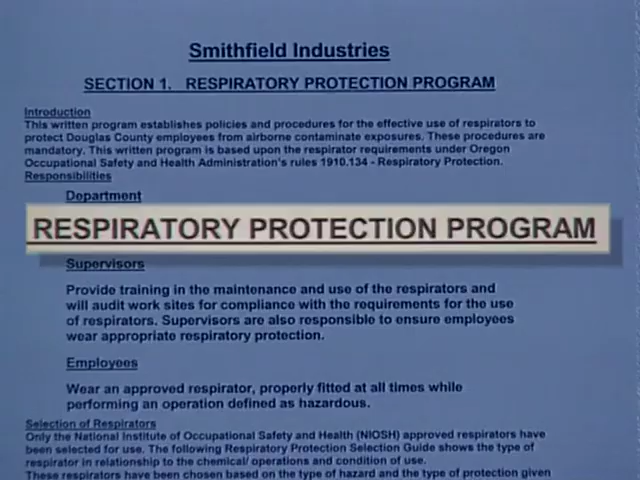 Smithfield Industries
SECTION 1. RESPIRATORY PROTECTION PROGRAM
Introduction
This written program establishes policies and procedures for the effective use of respirators to
protect Douglas County employees from airborne contaminate exposures. These procedures are
mandatory. This written program is based upon the respirator requirements under Oregon
Occupational Safety and Health Administration's rules 1910.134 - Respiratory Protection.
Responsibilities
Department
RESPIRATORY PROTECTION PROGRAM
Supervisors
Provide training in the maintenance and use of the respirators and
will audit work sites for compliance with the requirements for the use
of respirators. Supervisors are also responsible to ensure employees
wear appropriate respiratory protection.
Employees
Wear an approved respirator, properly fitted at all times while
performing an operation defined as hazardous.
Selection of Respirators
Only the National Institute of Occupational Safety and Health (NIOSH) approved respirators have
been selected for use. The following Respiratory Protection Selection Guide shows the type of
respirator in relationship to the chemical/ operations and condition of use.
These respirators have been chosen based on the type of hazard and the type of protection given